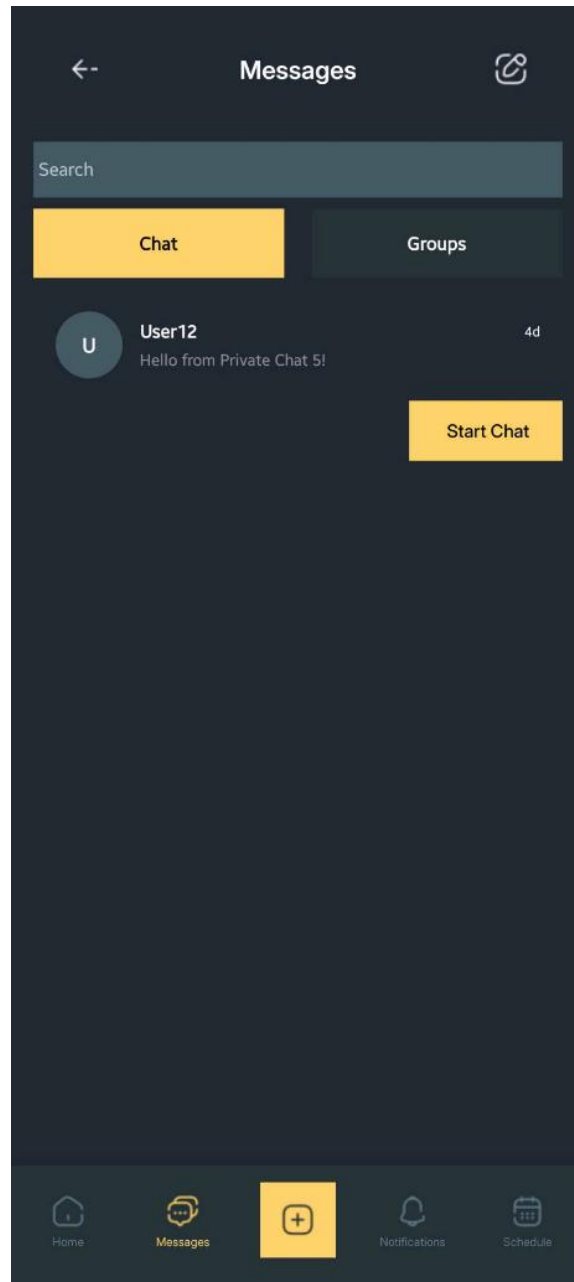 Messages
Search
Chat Groups
U User12 4d
Hello from Private Chat 5!
Start Chat
Home Messages Notifications Schedule